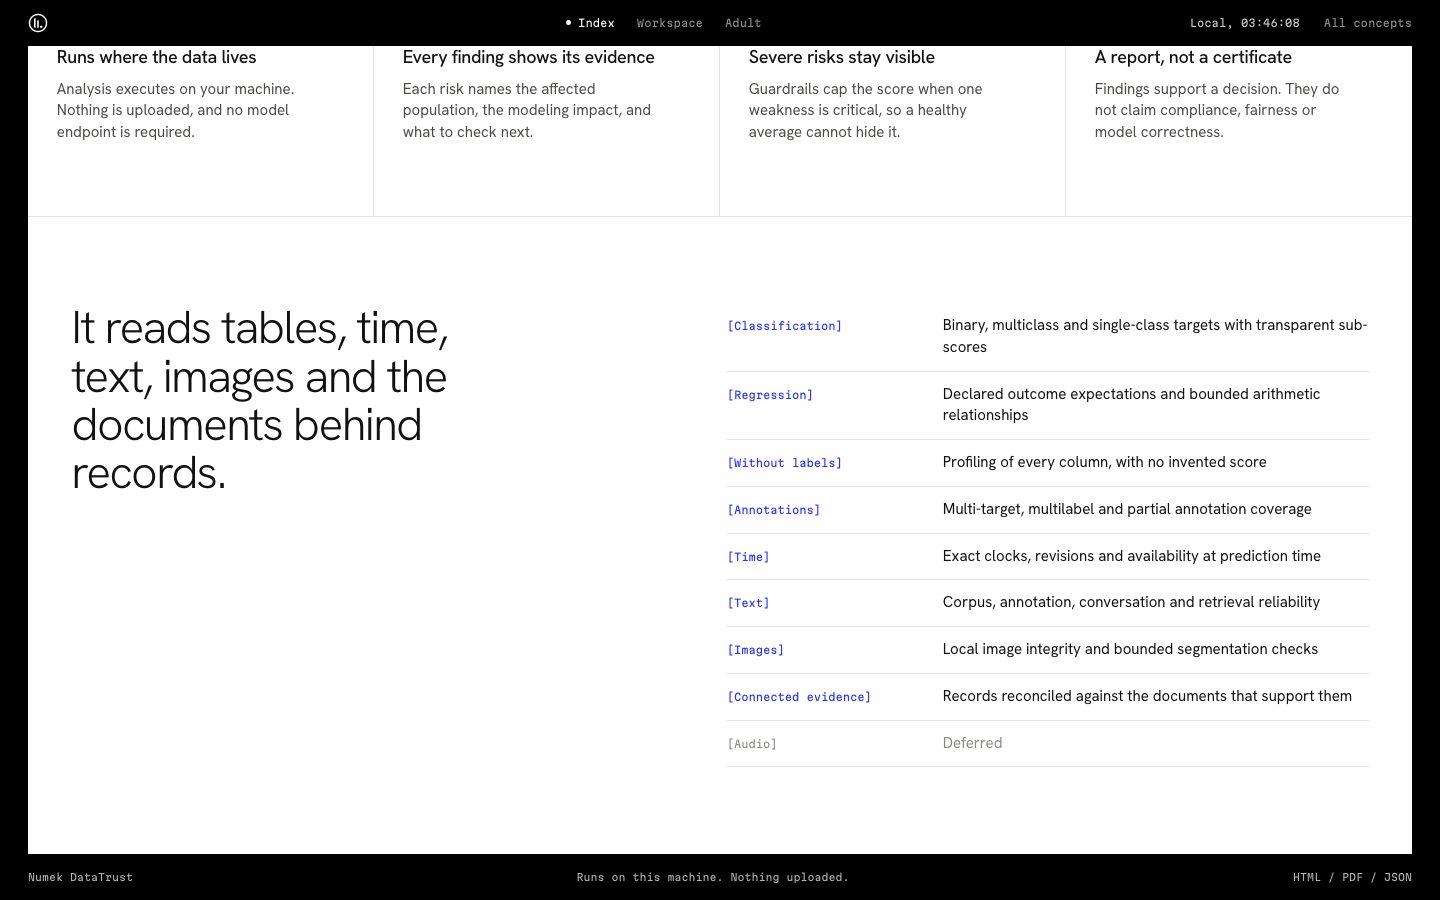 Index
Workspace
Adult
Local, 03:46:08
All concepts
Runs where the data lives
Analysis executes on your machine.
Nothing is uploaded, and no model
endpoint is required.
Every finding shows its evidence
Each risk names the affected
population, the modeling impact, and
what to check next.
Severe risks stay visible
Guardrails cap the score when one
weakness is critical, so a healthy
average cannot hide it.
A report, not a certificate
Findings support a decision. They do
not claim compliance, fairness or
model correctness.
It reads tables, time,
text, images and the
documents behind
records.
[Classification]
Binary, multiclass and single-class targets with transparent sub-
scores
[Regression]
Declared outcome expectations and bounded arithmetic
relationships
[Without labels]
Profiling of every column, with no invented score
[Annotations]
Multi-target, multilabel and partial annotation coverage
[Time]
Exact clocks, revisions and availability at prediction time
[Text]
Corpus, annotation, conversation and retrieval reliability
[Images]
Local image integrity and bounded segmentation checks
[Connected evidence]
Records reconciled against the documents that support them
[Audio]
Deferred
Numek DataTrust
Runs on this machine. Nothing uploaded.
HTML / PDF / JSON